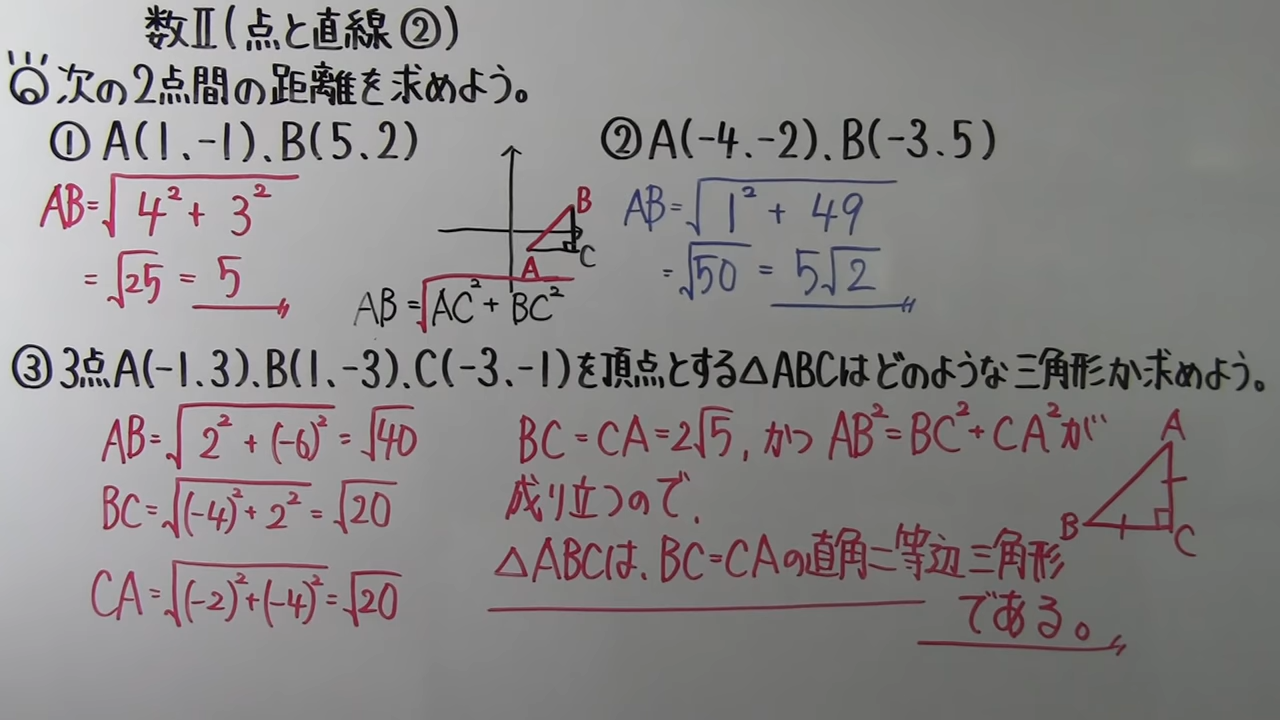 数Ⅱ(点と直線②)
次の2点間の距離を求めよう。
① A(1.-1).B(5.2)
AB=√4²+3²
=√25=5
B
C
A
AB=√AC²+BC²
② A(-4.-2).B(-3.5)
AB=√1²+49
=√50=5√2
③ 3点A(-1.3).B(1.-3).C(-3.-1)を頂点とする△ABCはどのような三角形か求めよう。
AB=√2²+(-6)²=√40
BC=√(-4)²+2²=√20
CA=√(-2)²+(-4)²=√20
BC=CA=2√5,かつAB²=BC²+CA²が
成り立つので,
△ABCは、BC=CAの直角二等辺三角形
である。
A
B
C